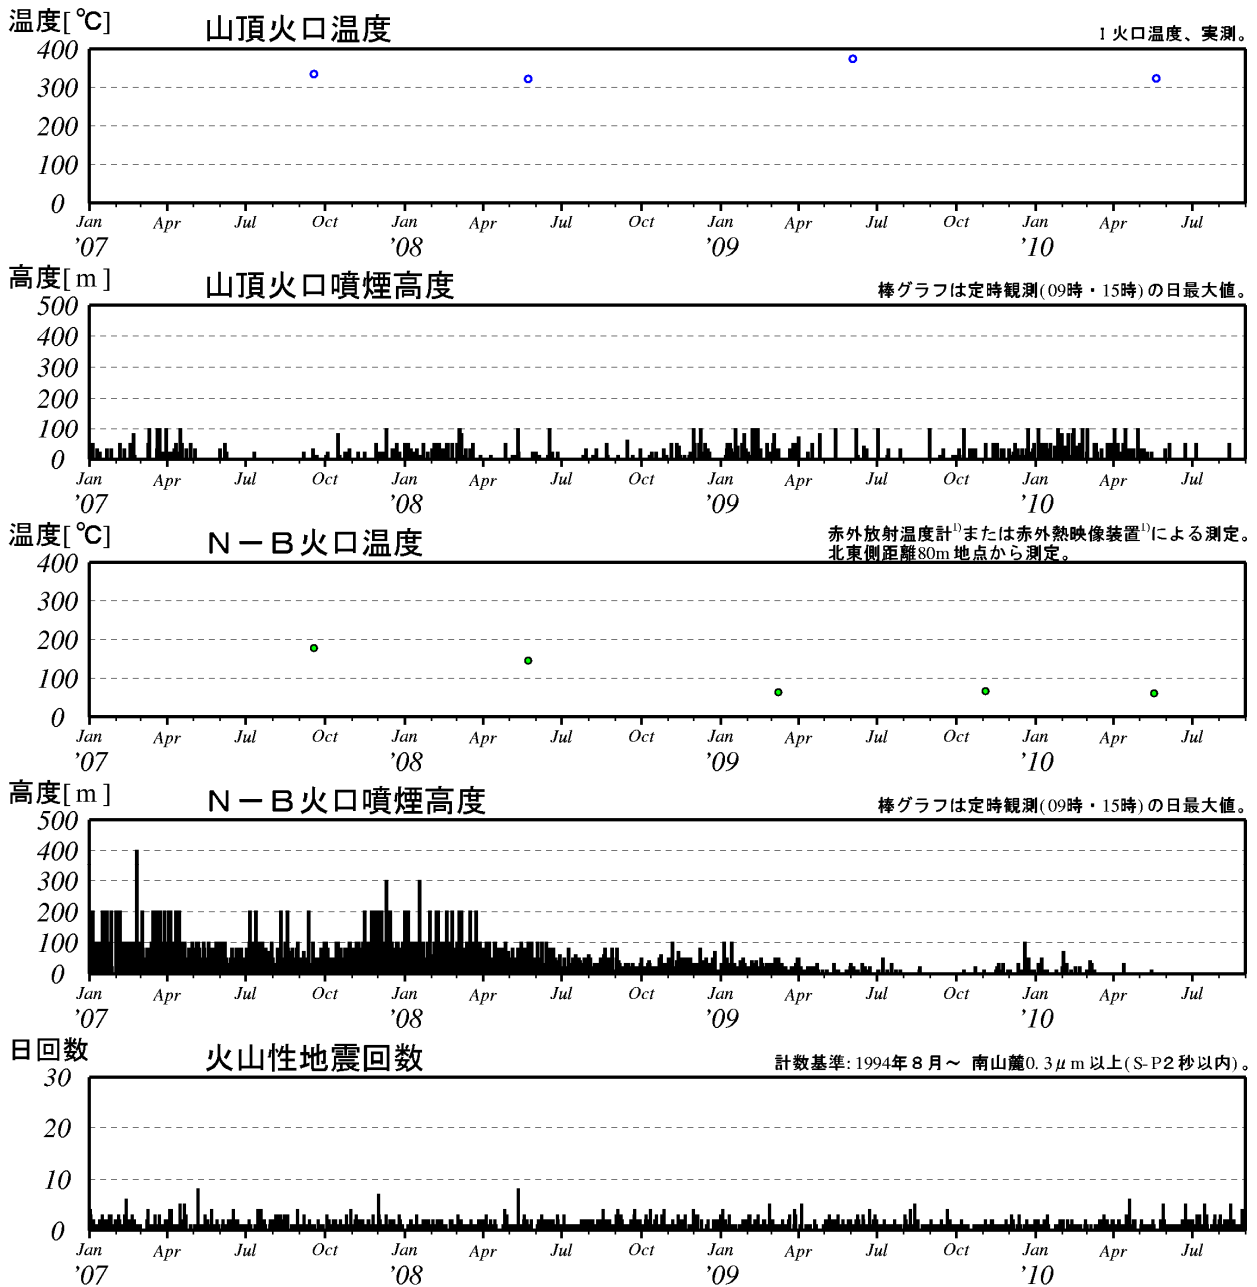 温度[℃]
山頂火口温度
I 火口温度、実測。
400
300
200
100
0
Jan Apr Jul Oct Jan Apr Jul Oct Jan Apr Jul Oct Jan Apr Jul
'07 '08 '09 '10
高度[m]
山頂火口噴煙高度
棒グラフは定時観測(09時・15時)の日最大値。
500
400
300
200
100
0
Jan Apr Jul Oct Jan Apr Jul Oct Jan Apr Jul Oct Jan Apr Jul
'07 '08 '09 '10
温度[℃]
N－B火口温度
赤外放射温度計1)または赤外熱映像装置1)による測定。
北東側距離80m地点から測定。
400
300
200
100
0
Jan Apr Jul Oct Jan Apr Jul Oct Jan Apr Jul Oct Jan Apr Jul
'07 '08 '09 '10
高度[m]
N－B火口噴煙高度
棒グラフは定時観測(09時・15時)の日最大値。
500
400
300
200
100
0
Jan Apr Jul Oct Jan Apr Jul Oct Jan Apr Jul Oct Jan Apr Jul
'07 '08 '09 '10
日回数
火山性地震回数
計数基準: 1994年８月～ 南山麓0.3μm以上(S-P２秒以内)。
30
20
10
0
Jan Apr Jul Oct Jan Apr Jul Oct Jan Apr Jul Oct Jan Apr Jul
'07 '08 '09 '10